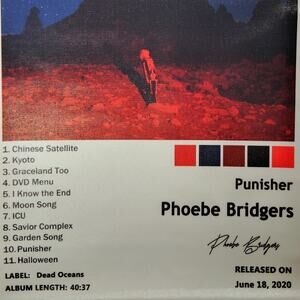 1. Chinese Satellite
2. Kyoto
3. Graceland Too
4. DVD Menu
5. I Know the End
6. Moon Song
7. ICU
8. Savior Complex
9. Garden Song
10. Punisher
11. Halloween
Punisher
Phoebe Bridgers
Phoebe Bridgers
LABEL: Dead Oceans
ALBUM LENGTH: 40:37
RELEASED ON
June 18, 2020